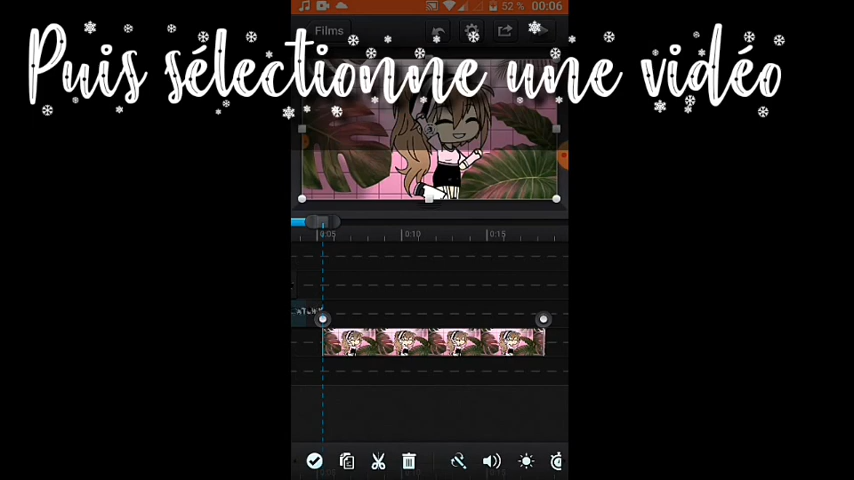 52 % 00:06
Films
Puis sélectionne une vidéo
0:05 0:10 0:15